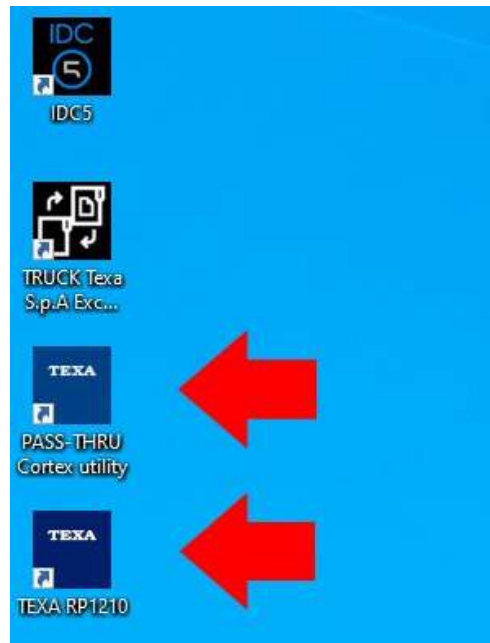 IDC
5
IDC5
TRUCK Texa
S.p.A Exc...
TEXA
PASS-THRU
Cortex utility
TEXA
TEXA RP1210